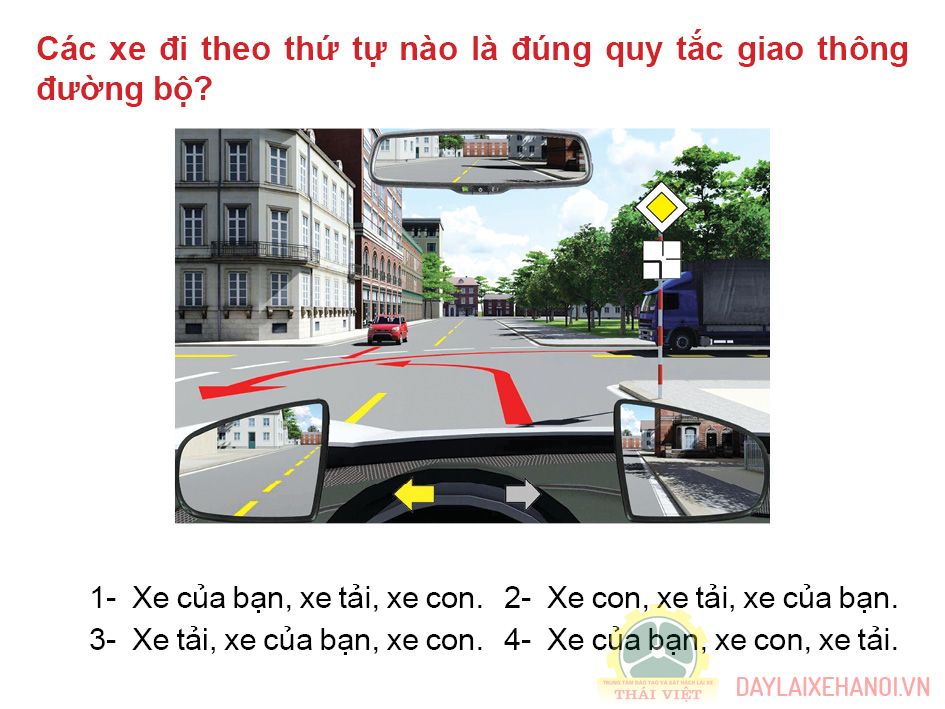 Các xe đi theo thứ tự nào là đúng quy tắc giao thông
đường bộ?
1- Xe của bạn, xe tải, xe con. 2- Xe con, xe tải, xe của bạn.
3- Xe tải, xe của bạn, xe con. 4- Xe của bạn, xe con, xe tải.
TRUNG TÂM ĐÀO TẠO VÀ SÁT HẠCH LÁI XE
THÁI VIỆT
DAYLAIXEHANOI.VN